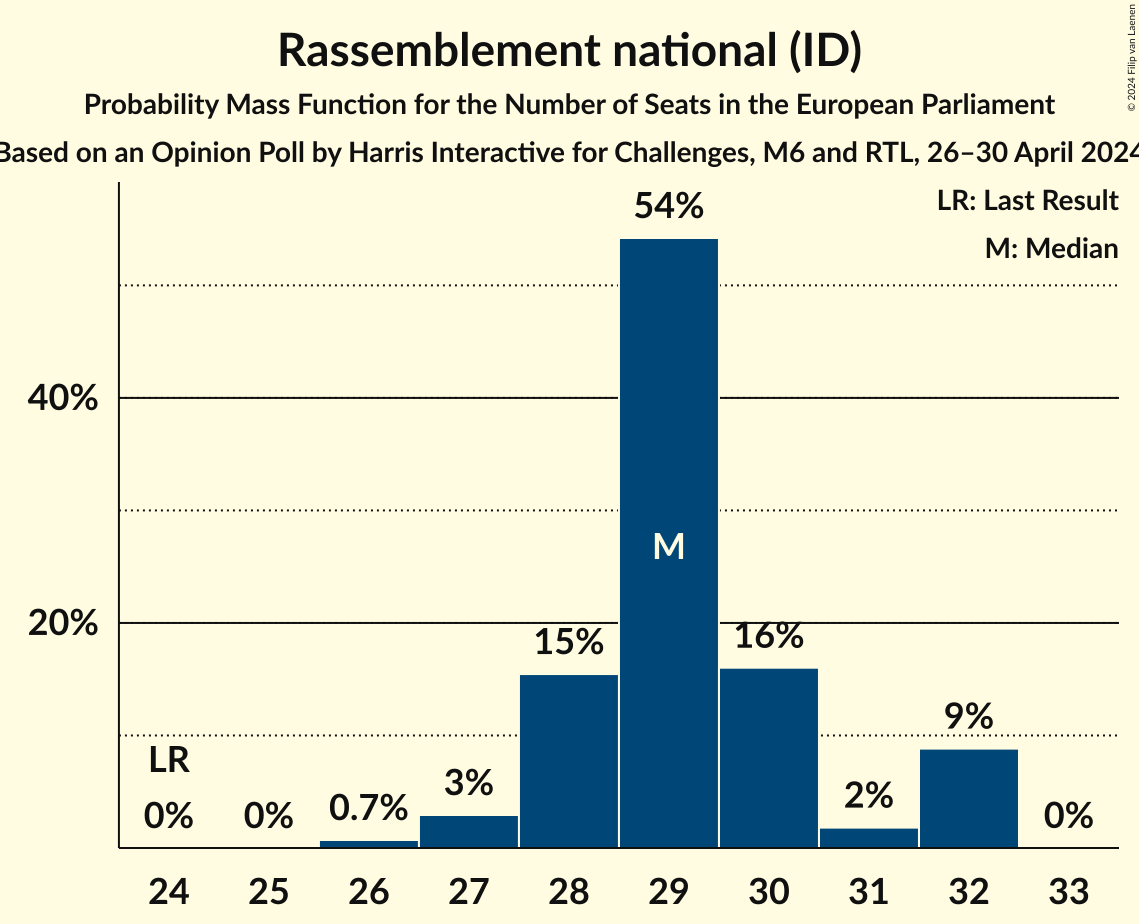 Rassemblement national (ID)
Probability Mass Function for the Number of Seats in the European Parliament
Based on an Opinion Poll by Harris Interactive for Challenges, M6 and RTL, 26–30 April 2024
© 2024 Filip van Laenen
LR: Last Result
M: Median
54%
40%
M
20%
15%
16%
9%
LR
3%
2%
0%
0%
0.7%
0%
24 25 26 27 28 29 30 31 32 33